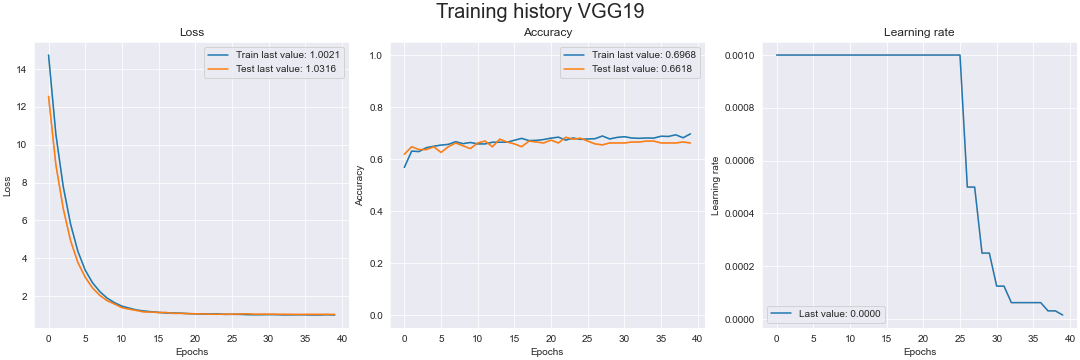 Training history VGG19
Loss
Train last value: 1.0021
Test last value: 1.0316
14
12
10
8
6
4
2
Loss
0 5 10 15 20 25 30 35 40
Epochs
Accuracy
Train last value: 0.6968
Test last value: 0.6618
1.0
0.8
0.6
0.4
0.2
0.0
Accuracy
0 5 10 15 20 25 30 35 40
Epochs
Learning rate
0.0010
0.0008
0.0006
0.0004
0.0002
0.0000
Learning rate
Last value: 0.0000
0 5 10 15 20 25 30 35 40
Epochs